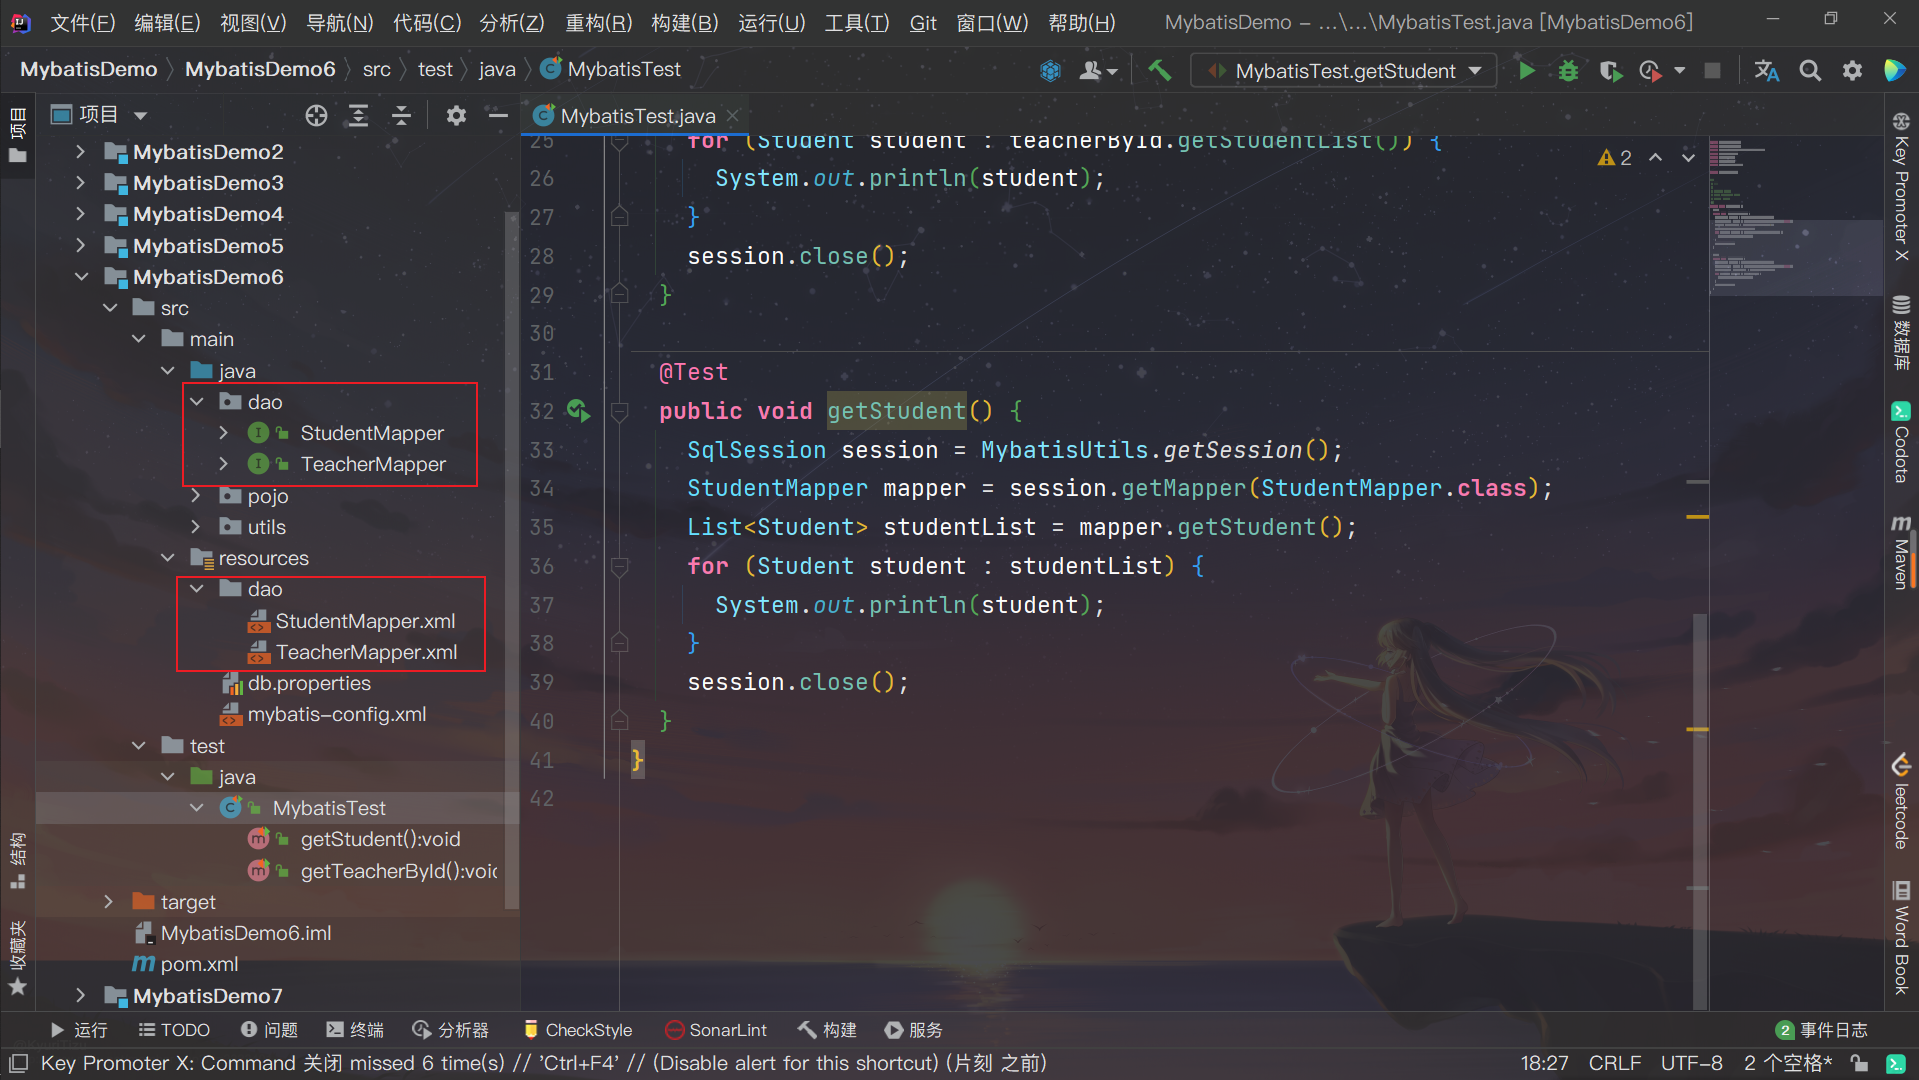 文件(F) 编辑(E) 视图(V) 导航(N) 代码(C) 分析(Z) 重构(R) 构建(B) 运行(U) 工具(T) Git 窗口(W) 帮助(H) MybatisDemo – ...\...\MybatisTest.java [MybatisDemo6]
MybatisDemo MybatisDemo6 src test java MybatisTest MybatisTest.getStudent
项目
MybatisTest.java
项目
MybatisDemo2
MybatisDemo3
MybatisDemo4
MybatisDemo5
MybatisDemo6
src
main
java
dao
StudentMapper
TeacherMapper
pojo
utils
resources
dao
StudentMapper.xml
TeacherMapper.xml
db.properties
mybatis-config.xml
test
java
MybatisTest
getStudent():void
getTeacherById():void
target
MybatisDemo6.iml
pom.xml
MybatisDemo7
结构
收藏夹
25 for (Student student : teacherById.getStudentList()) {
26 System.out.println(student);
27 }
28 session.close();
29 }
30
31 @Test
32 public void getStudent() {
33 SqlSession session = MybatisUtils.getSession();
34 StudentMapper mapper = session.getMapper(StudentMapper.class);
35 List<Student> studentList = mapper.getStudent();
36 for (Student student : studentList) {
37 System.out.println(student);
38 }
39 session.close();
40 }
41 }
42
2
Key Promoter X
数据库
Codota
Maven
leetcode
Word Book
运行 TODO 问题 终端 分析器 CheckStyle SonarLint 构建 服务 2 事件日志
Key Promoter X: Command 关闭 missed 6 time(s) // 'Ctrl+F4' // (Disable alert for this shortcut) (片刻 之前) 18:27 CRLF UTF-8 2 个空格*